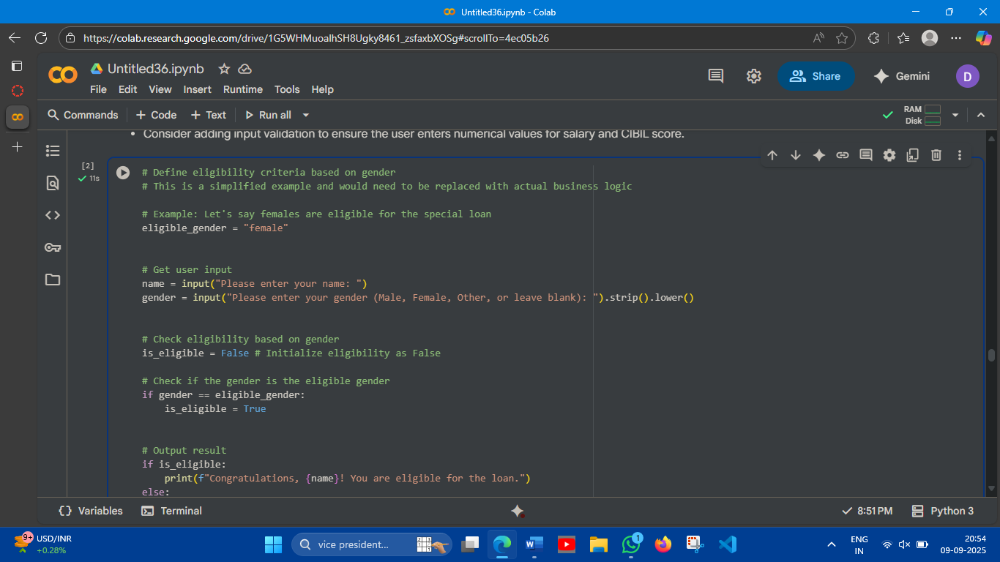 Untitled36.ipynb - Colab
https://colab.research.google.com/drive/1G5WHMuoaIhSH8Ugky8461_zsfaxbXOSg#scrollTo=4ec05b26
Untitled36.ipynb
File Edit View Insert Runtime Tools Help
Share
Gemini
D
Commands + Code + Text Run all
RAM
Disk
• Consider adding input validation to ensure the user enters numerical values for salary and CIBIL score.
[2]
11s
# Define eligibility criteria based on gender
# This is a simplified example and would need to be replaced with actual business logic
# Example: Let's say females are eligible for the special loan
eligible_gender = "female"
# Get user input
name = input("Please enter your name: ")
gender = input("Please enter your gender (Male, Female, Other, or leave blank): ").strip().lower()
# Check eligibility based on gender
is_eligible = False # Initialize eligibility as False
# Check if the gender is the eligible gender
if gender == eligible_gender:
    is_eligible = True
# Output result
if is_eligible:
    print(f"Congratulations, {name}! You are eligible for the loan.")
else:
Variables Terminal
8:51 PM Python 3
9+
USD/INR
+0.28%
vice president...
1
ENG
IN
20:54
09-09-2025